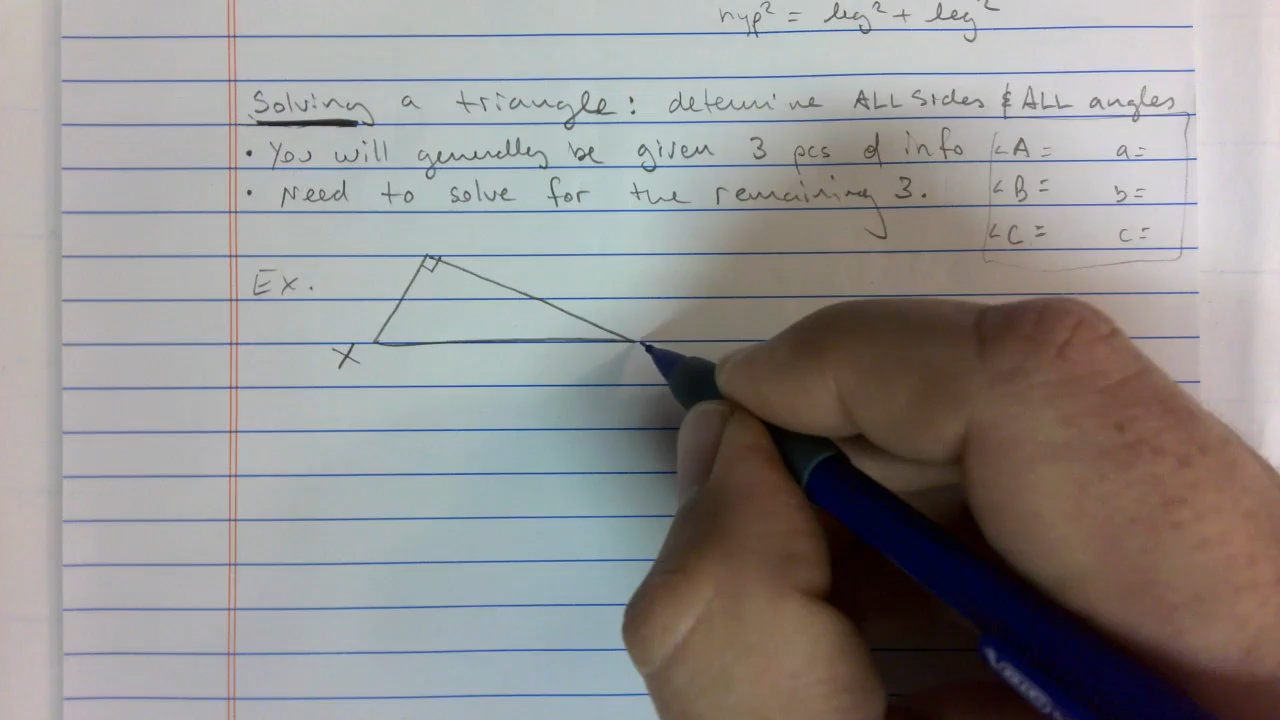 hyp² = leg² + leg²
Solving a triangle: determine ALL sides & ALL angles
• You will generally be given 3 pcs of info
• Need to solve for the remaining 3.
∠A = a=
∠B = b=
∠C = c=
Ex.
X